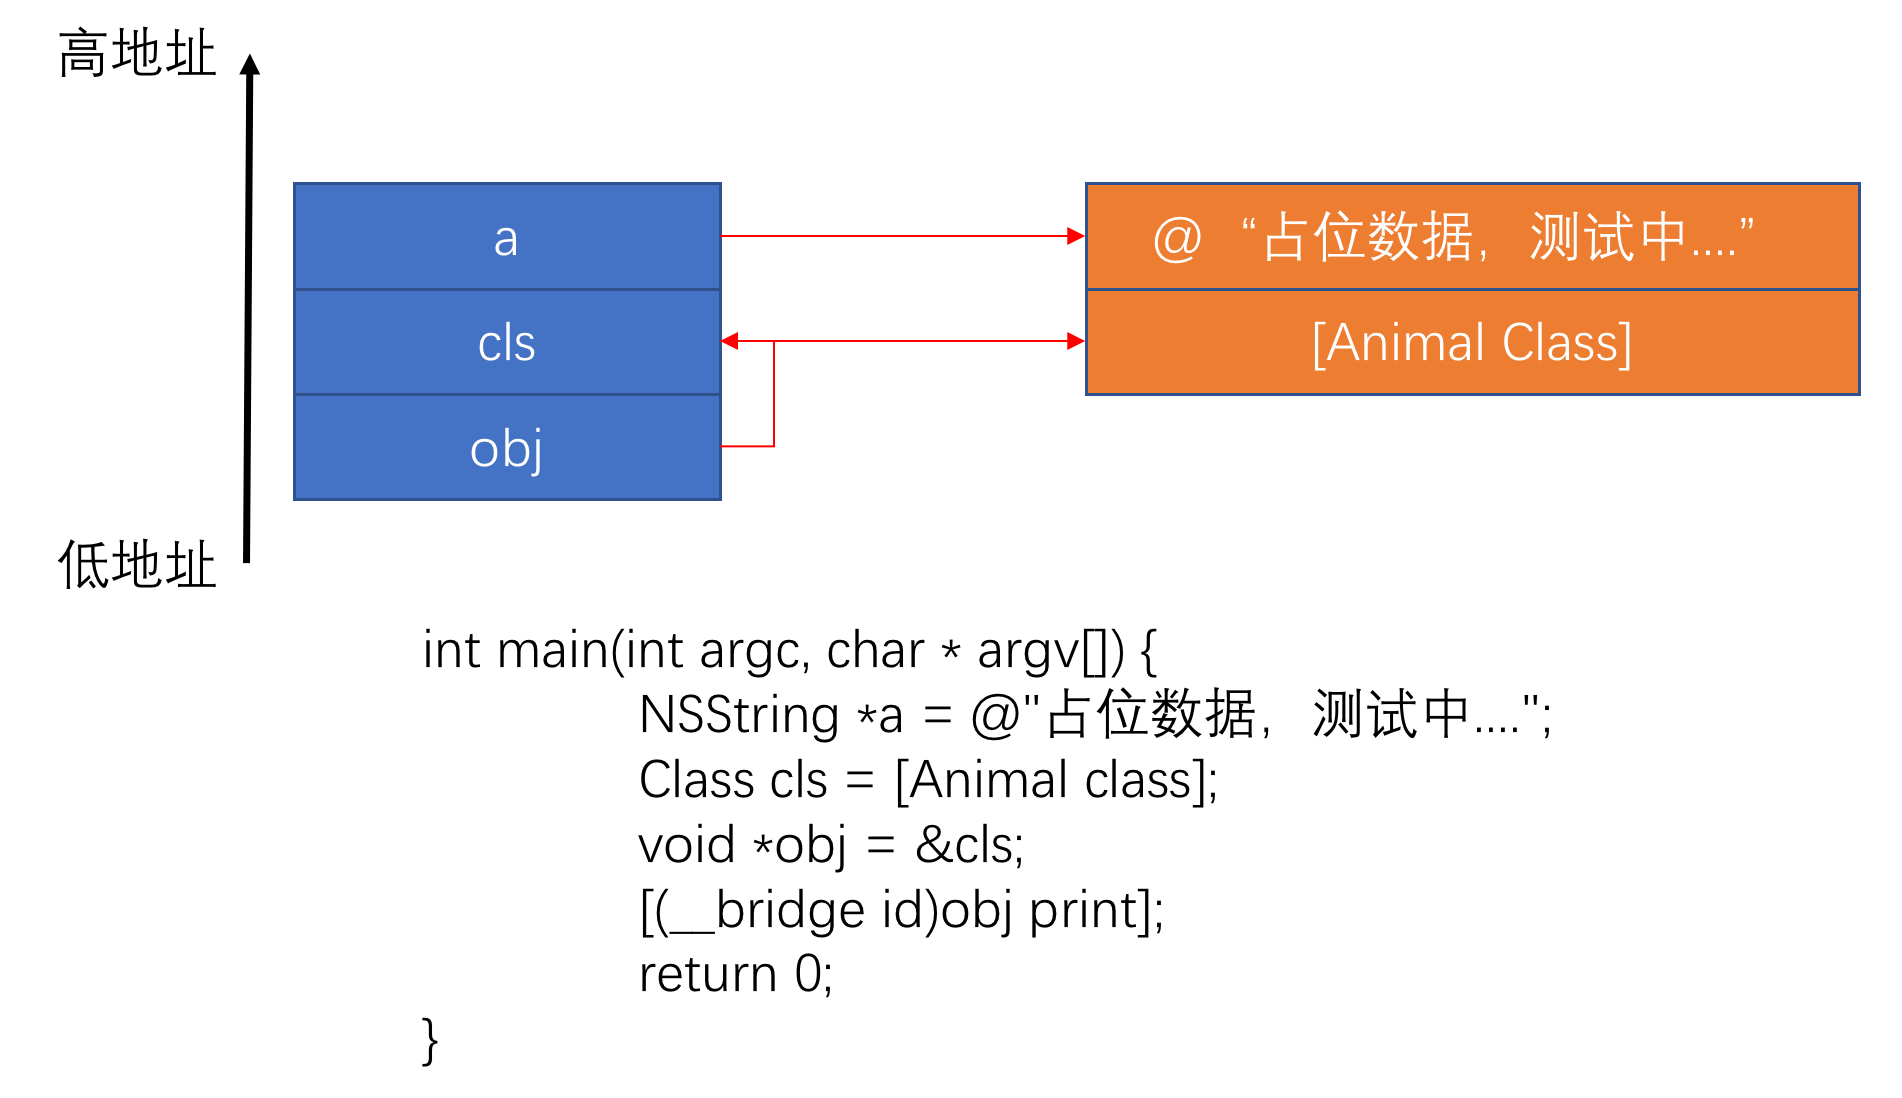 高地址
a
@ “占位数据，测试中....”
cls
[Animal Class]
obj
低地址
int main(int argc, char * argv[]) {
NSString *a = @"占位数据，测试中....";
Class cls = [Animal class];
void *obj = &cls;
[(__bridge id)obj print];
return 0;
}